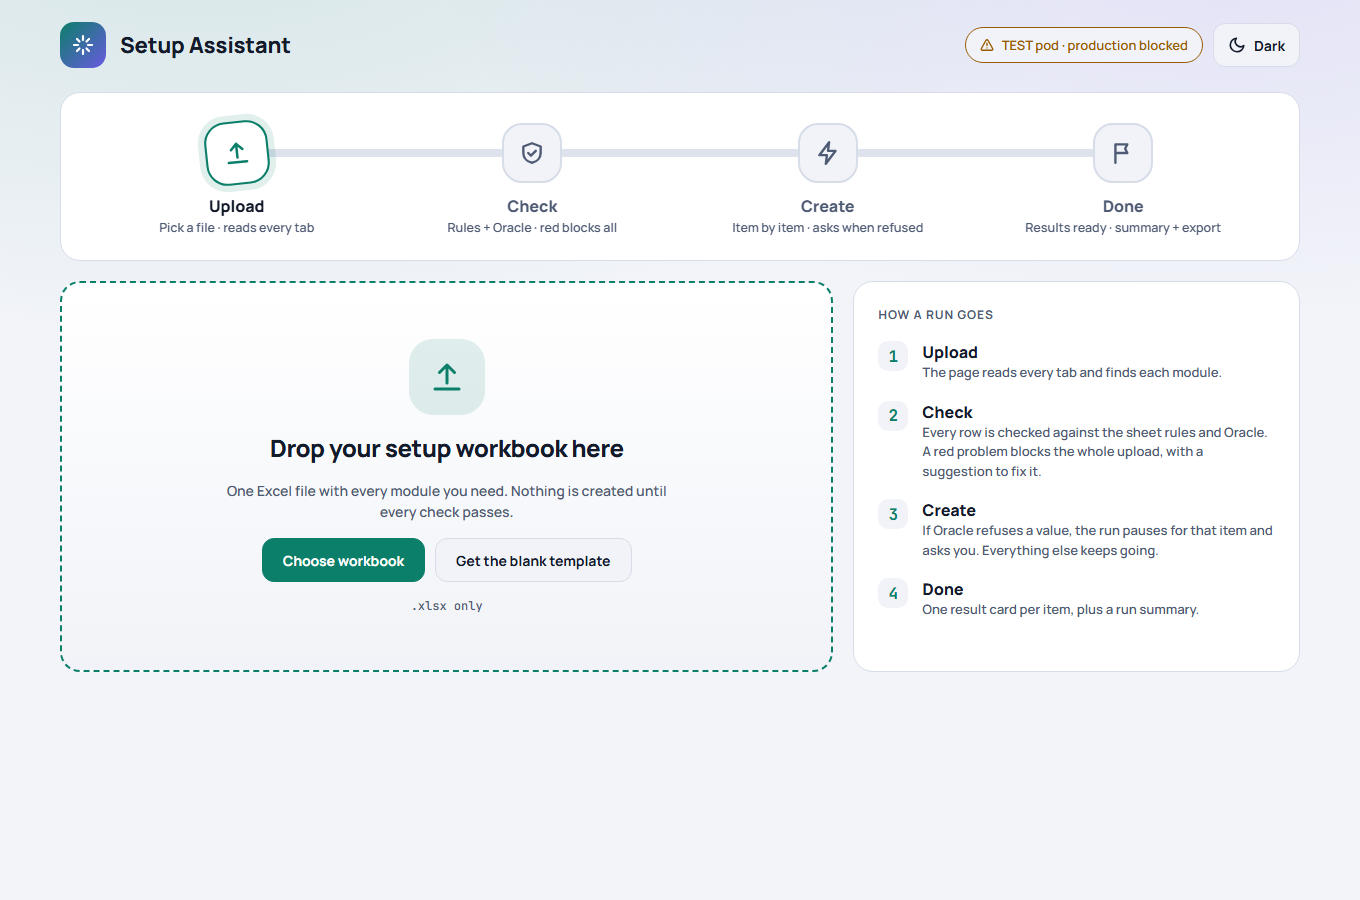 Setup Assistant
TEST pod · production blocked
Dark
Upload
Pick a file · reads every tab
Check
Rules + Oracle · red blocks all
Create
Item by item · asks when refused
Done
Results ready · summary + export
Drop your setup workbook here
One Excel file with every module you need. Nothing is created until
every check passes.
Choose workbook
Get the blank template
.xlsx only
HOW A RUN GOES
1
Upload
The page reads every tab and finds each module.
2
Check
Every row is checked against the sheet rules and Oracle.
A red problem blocks the whole upload, with a
suggestion to fix it.
3
Create
If Oracle refuses a value, the run pauses for that item and
asks you. Everything else keeps going.
4
Done
One result card per item, plus a run summary.